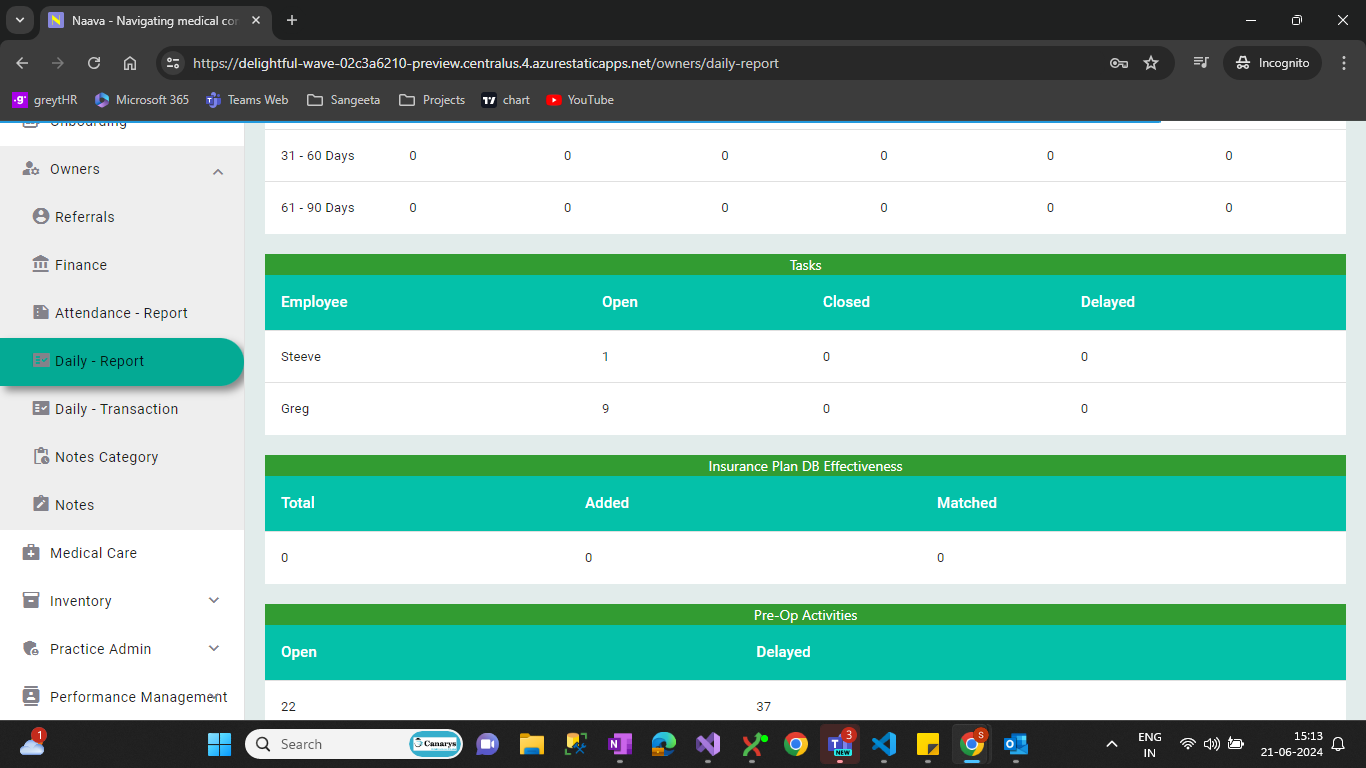 Naava - Navigating medical cor
https://delightful-wave-02c3a6210-preview.centralus.4.azurestaticapps.net/owners/daily-report
Incognito
greytHR
Microsoft 365
Teams Web
Sangeeta
Projects
chart
YouTube
Onboarding
Owners
Referrals
Finance
Attendance - Report
Daily - Report
Daily - Transaction
Notes Category
Notes
Medical Care
Inventory
Practice Admin
Performance Management
31 - 60 Days 0 0 0 0 0 0
61 - 90 Days 0 0 0 0 0 0
Tasks
Employee Open Closed Delayed
Steeve 1 0 0
Greg 9 0 0
Insurance Plan DB Effectiveness
Total Added Matched
0 0 0
Pre-Op Activities
Open Delayed
22 37
1
Search
Canarys
3
NEW
S
ENG
IN
15:13
21-06-2024